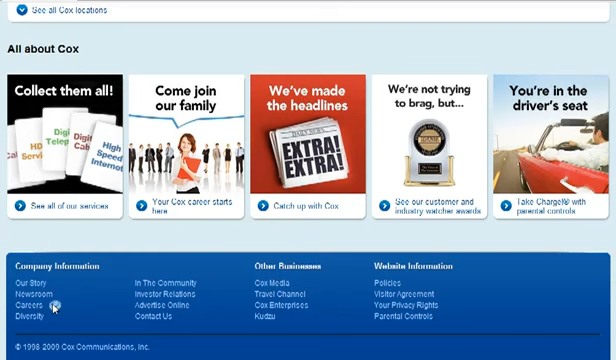 See all Cox locations
All about Cox
Collect them all!
HD
Servi
Digi
Telep
Digit
Cab
High
Speed
Internet
See all of our services
Come join
our family
Your Cox career starts
here
We've made
the headlines
DAILY NEWS
EXTRA!
EXTRA!
Catch up with Cox
We're not trying
to brag, but...
See our customer and
industry watcher awards
You're in the
driver's seat
Take Charge!® with
parental controls
Company Information
Our Story
Newsroom
Careers
Diversity
In The Community
Investor Relations
Advertise Online
Contact Us
Other Businesses
Cox Media
Travel Channel
Cox Enterprises
Kudzu
Website Information
Policies
Visitor Agreement
Your Privacy Rights
Parental Controls
© 1998-2009 Cox Communications, Inc.